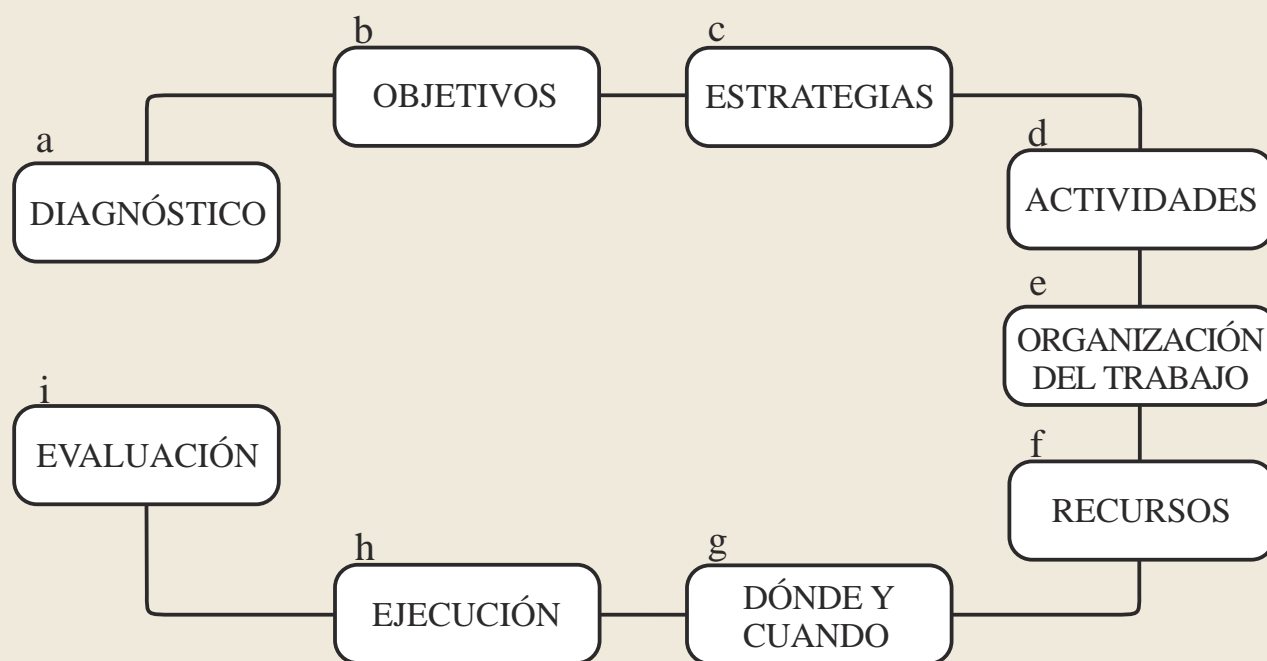 a
DIAGNÓSTICO
b
OBJETIVOS
c
ESTRATEGIAS
d
ACTIVIDADES
e
ORGANIZACIÓN
DEL TRABAJO
f
RECURSOS
g
DÓNDE Y
CUANDO
h
EJECUCIÓN
i
EVALUACIÓN